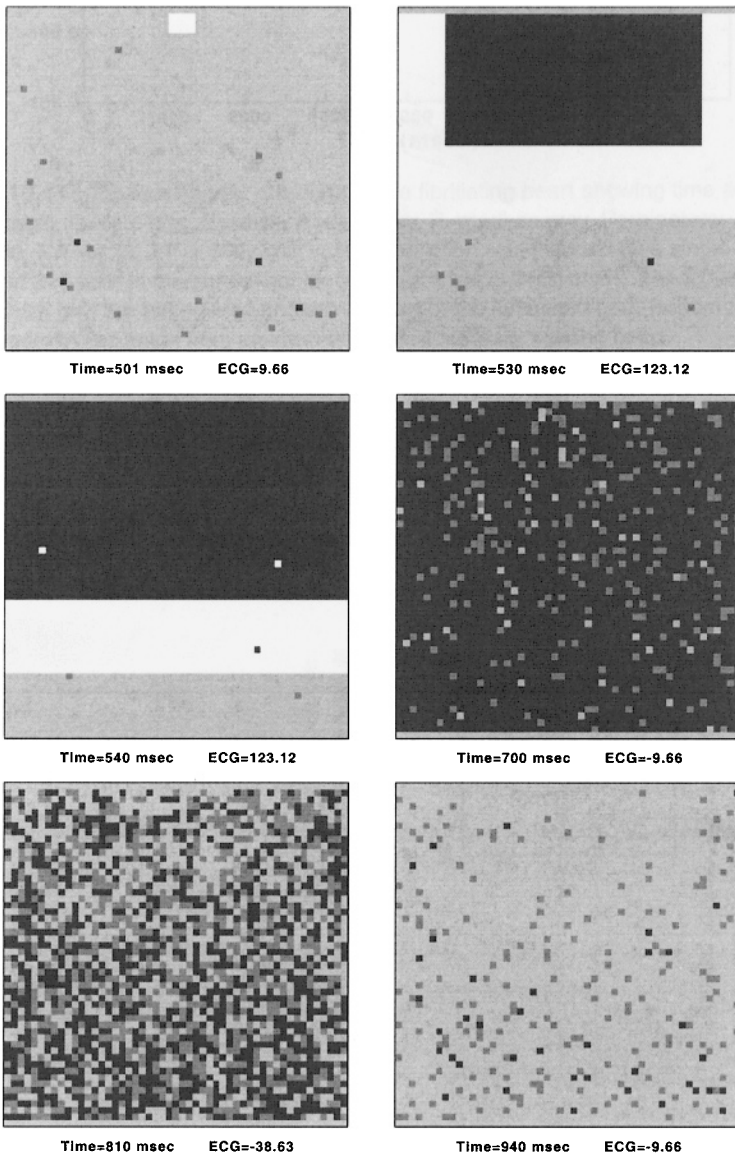 Time=501 msec ECG=9.66
Time=530 msec ECG=123.12
Time=540 msec ECG=123.12
Time=700 msec ECG=-9.66
Time=810 msec ECG=-38.63
Time=940 msec ECG=-9.66